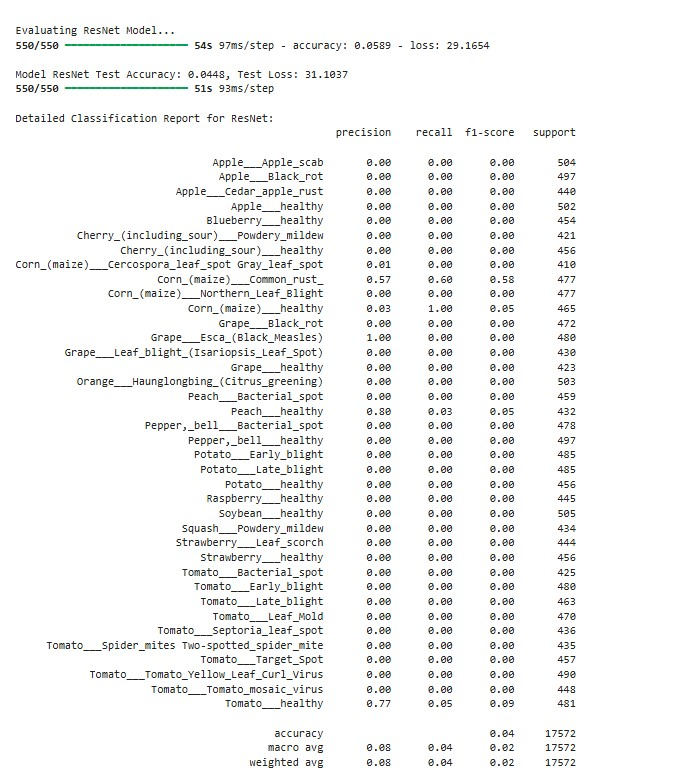 Evaluating ResNet Model...
550/550 ━━━━━━━━━━━━━━━━━━━━ 54s 97ms/step - accuracy: 0.0589 - loss: 29.1654
Model ResNet Test Accuracy: 0.0448, Test Loss: 31.1037
550/550 ━━━━━━━━━━━━━━━━━━━━ 51s 93ms/step
Detailed Classification Report for ResNet:
precision recall f1-score support
Apple___Apple_scab 0.00 0.00 0.00 504
Apple___Black_rot 0.00 0.00 0.00 497
Apple___Cedar_apple_rust 0.00 0.00 0.00 440
Apple___healthy 0.00 0.00 0.00 502
Blueberry___healthy 0.00 0.00 0.00 454
Cherry_(including_sour)___Powdery_mildew 0.00 0.00 0.00 421
Cherry_(including_sour)___healthy 0.00 0.00 0.00 456
Corn_(maize)___Cercospora_leaf_spot Gray_leaf_spot 0.01 0.00 0.00 410
Corn_(maize)___Common_rust_ 0.57 0.60 0.58 477
Corn_(maize)___Northern_Leaf_Blight 0.00 0.00 0.00 477
Corn_(maize)___healthy 0.03 1.00 0.05 465
Grape___Black_rot 0.00 0.00 0.00 472
Grape___Esca_(Black_Measles) 1.00 0.00 0.00 480
Grape___Leaf_blight_(Isariopsis_Leaf_Spot) 0.00 0.00 0.00 430
Grape___healthy 0.00 0.00 0.00 423
Orange___Haunglongbing_(Citrus_greening) 0.00 0.00 0.00 503
Peach___Bacterial_spot 0.00 0.00 0.00 459
Peach___healthy 0.80 0.03 0.05 432
Pepper,_bell___Bacterial_spot 0.00 0.00 0.00 478
Pepper,_bell___healthy 0.00 0.00 0.00 497
Potato___Early_blight 0.00 0.00 0.00 485
Potato___Late_blight 0.00 0.00 0.00 485
Potato___healthy 0.00 0.00 0.00 456
Raspberry___healthy 0.00 0.00 0.00 445
Soybean___healthy 0.00 0.00 0.00 505
Squash___Powdery_mildew 0.00 0.00 0.00 434
Strawberry___Leaf_scorch 0.00 0.00 0.00 444
Strawberry___healthy 0.00 0.00 0.00 456
Tomato___Bacterial_spot 0.00 0.00 0.00 425
Tomato___Early_blight 0.00 0.00 0.00 480
Tomato___Late_blight 0.00 0.00 0.00 463
Tomato___Leaf_Mold 0.00 0.00 0.00 470
Tomato___Septoria_leaf_spot 0.00 0.00 0.00 436
Tomato___Spider_mites Two-spotted_spider_mite 0.00 0.00 0.00 435
Tomato___Target_Spot 0.00 0.00 0.00 457
Tomato___Tomato_Yellow_Leaf_Curl_Virus 0.00 0.00 0.00 490
Tomato___Tomato_mosaic_virus 0.00 0.00 0.00 448
Tomato___healthy 0.77 0.05 0.09 481
accuracy 0.04 17572
macro avg 0.08 0.04 0.02 17572
weighted avg 0.08 0.04 0.02 17572